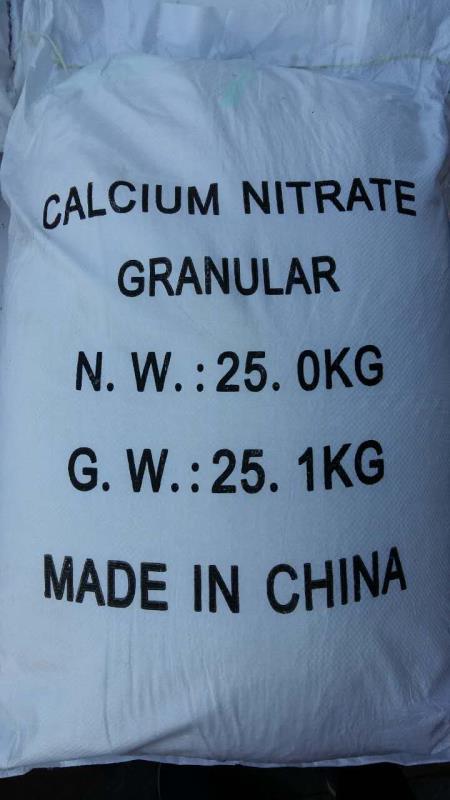 CALCIUM NITRATE
GRANULAR
N. W.: 25. 0KG
G. W.: 25. 1KG
MADE IN CHINA